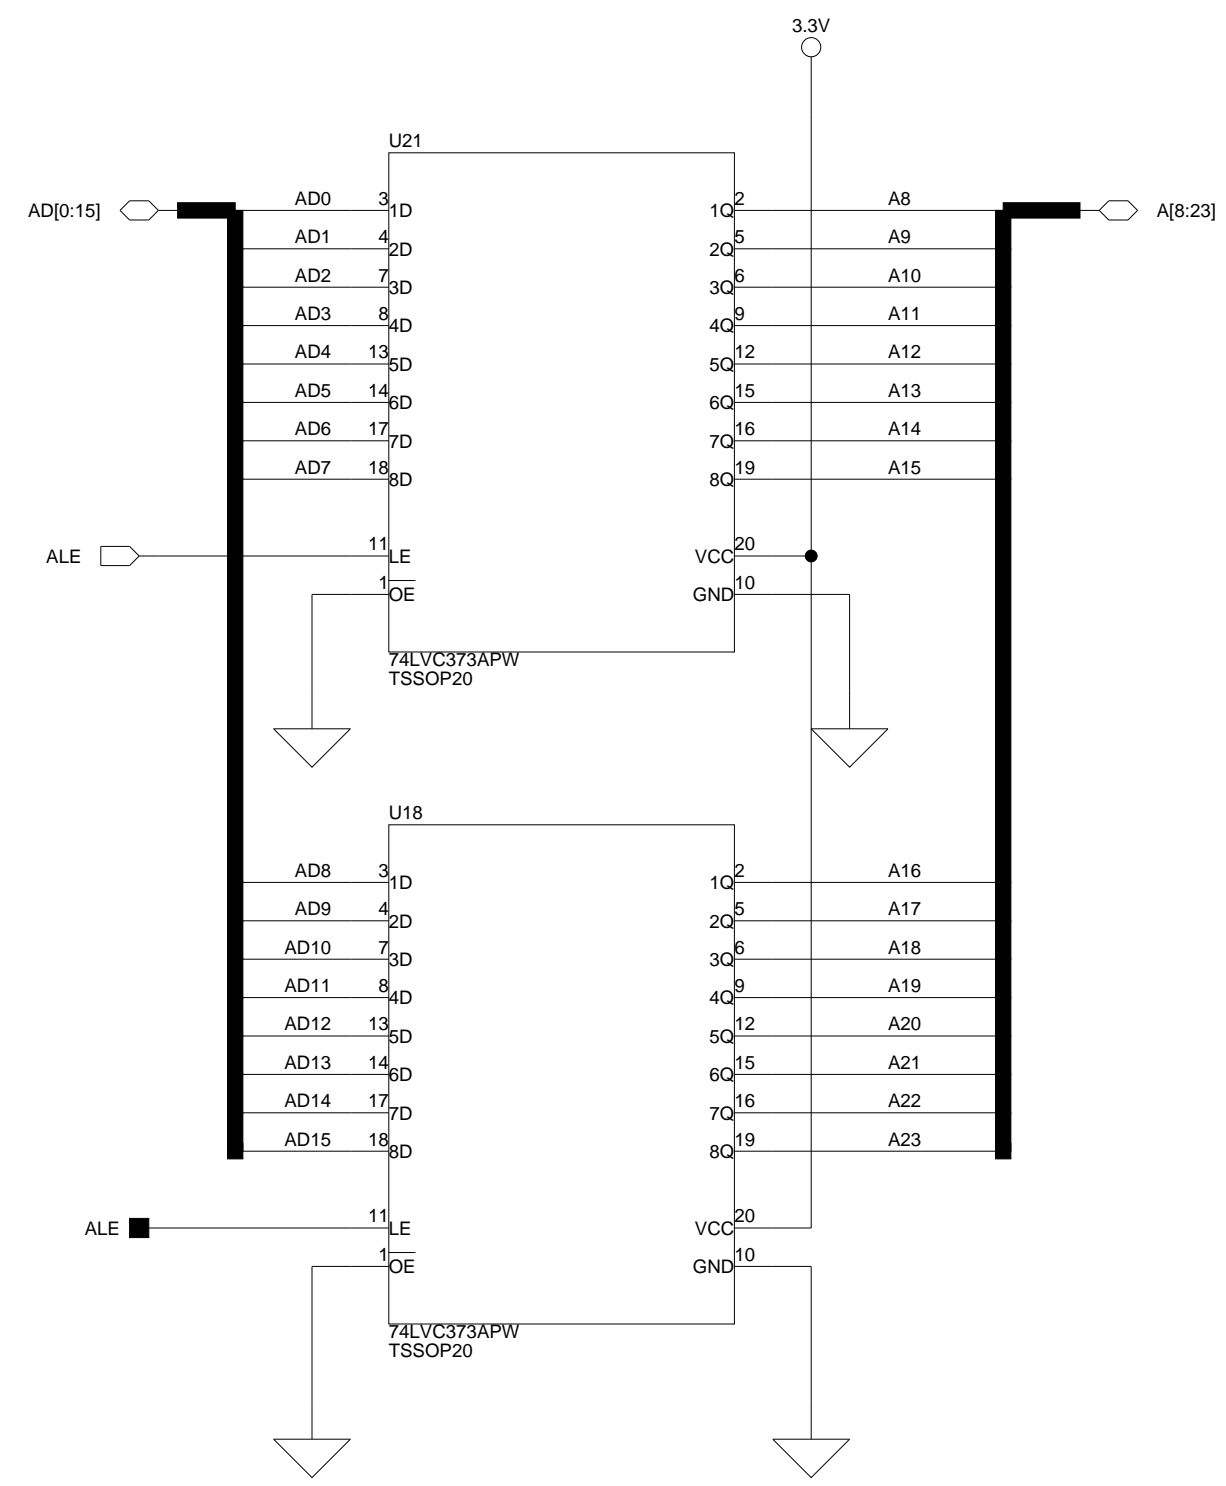 3.3V
U21
AD[0:15] AD0 3 1D 1Q 2 A8 A[8:23]
AD1 4 2D 2Q 5 A9
AD2 7 3D 3Q 6 A10
AD3 8 4D 4Q 9 A11
AD4 13 5D 5Q 12 A12
AD5 14 6D 6Q 15 A13
AD6 17 7D 7Q 16 A14
AD7 18 8D 8Q 19 A15
ALE 11 LE VCC 20
1 OE GND 10
74LVC373APW
TSSOP20
U18
AD8 3 1D 1Q 2 A16
AD9 4 2D 2Q 5 A17
AD10 7 3D 3Q 6 A18
AD11 8 4D 4Q 9 A19
AD12 13 5D 5Q 12 A20
AD13 14 6D 6Q 15 A21
AD14 17 7D 7Q 16 A22
AD15 18 8D 8Q 19 A23
ALE 11 LE VCC 20
1 OE GND 10
74LVC373APW
TSSOP20